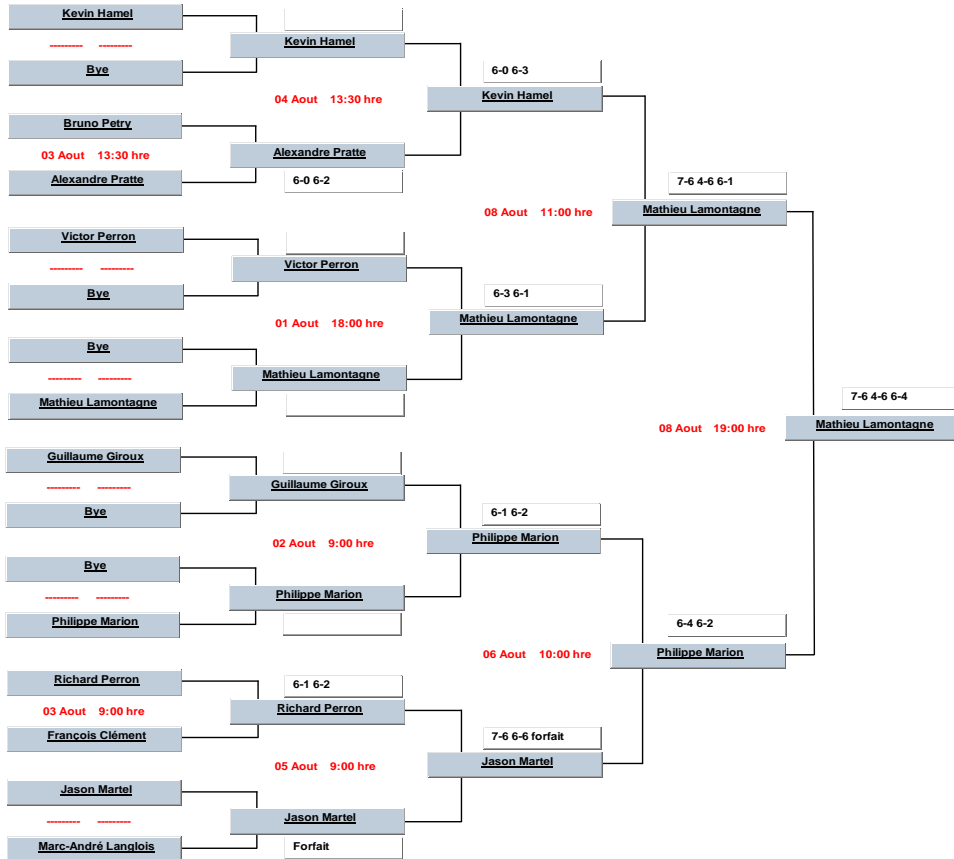 Kevin Hamel
--------- ---------
Bye
Kevin Hamel
04 Aout 13:30 hre
Bruno Petry
03 Aout 13:30 hre
Alexandre Pratte
Alexandre Pratte
6-0 6-2
6-0 6-3
Kevin Hamel
Victor Perron
--------- ---------
Bye
Victor Perron
01 Aout 18:00 hre
Bye
--------- ---------
Mathieu Lamontagne
Mathieu Lamontagne
6-3 6-1
Mathieu Lamontagne
08 Aout 11:00 hre
7-6 4-6 6-1
Mathieu Lamontagne
Guillaume Giroux
--------- ---------
Bye
Guillaume Giroux
02 Aout 9:00 hre
Bye
--------- ---------
Philippe Marion
Philippe Marion
6-1 6-2
Philippe Marion
Richard Perron
03 Aout 9:00 hre
François Clément
6-1 6-2
Richard Perron
05 Aout 9:00 hre
Jason Martel
--------- ---------
Marc-André Langlois
Jason Martel
Forfait
7-6 6-6 forfait
Jason Martel
06 Aout 10:00 hre
6-4 6-2
Philippe Marion
08 Aout 19:00 hre
7-6 4-6 6-4
Mathieu Lamontagne